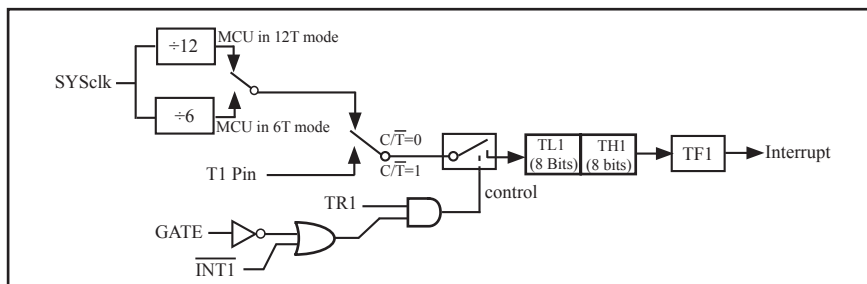 ÷12
MCU in 12T mode
SYSclk
÷6
MCU in 6T mode
C/T̅=0
C/T̅=1
T1 Pin
TL1
(8 Bits)
TH1
(8 bits)
TF1
Interrupt
control
TR1
GATE
I̅N̅T̅1̅